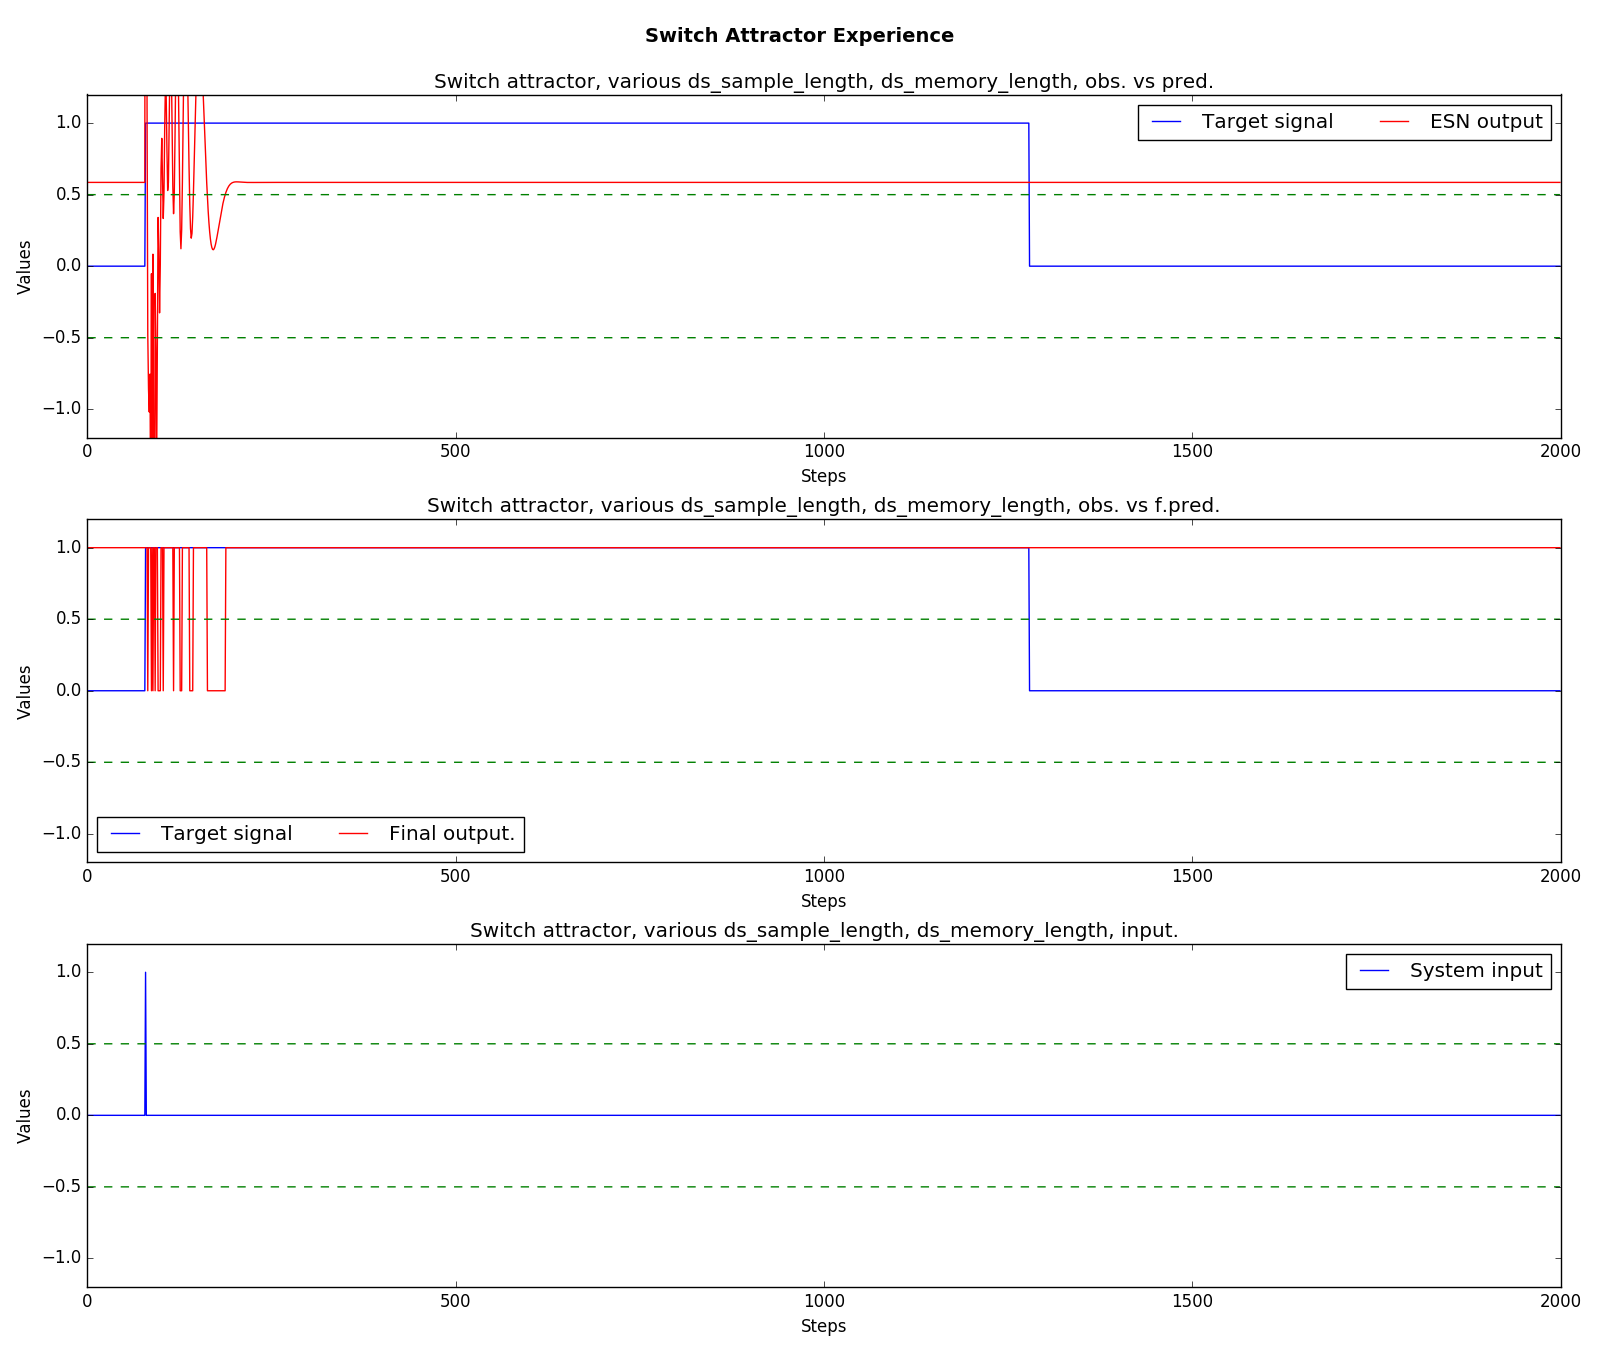 Switch Attractor Experience
Switch attractor, various ds_sample_length, ds_memory_length, obs. vs pred.
Target signal ESN output
1.0
0.5
0.0
−0.5
−1.0
Values
0 500 1000 1500 2000
Steps
Switch attractor, various ds_sample_length, ds_memory_length, obs. vs f.pred.
1.0
0.5
0.0
−0.5
−1.0
Values
Target signal Final output.
0 500 1000 1500 2000
Steps
Switch attractor, various ds_sample_length, ds_memory_length, input.
System input
1.0
0.5
0.0
−0.5
−1.0
Values
0 500 1000 1500 2000
Steps